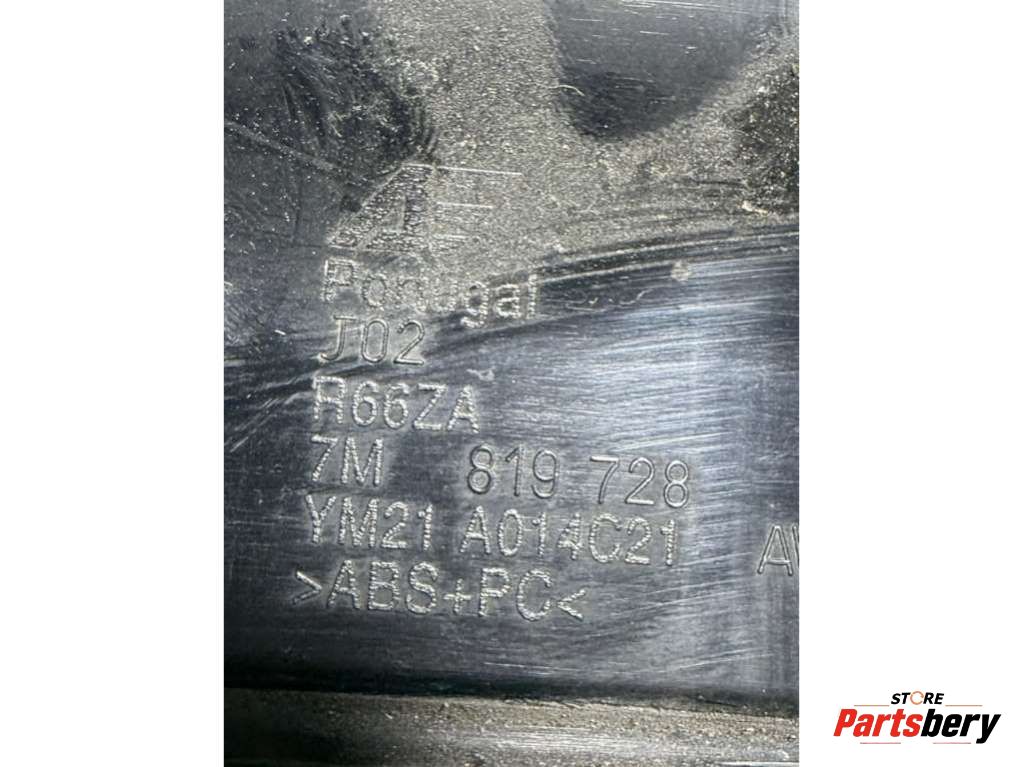 Portugal
J02
R66ZA
7M 819 728
YM21 A014C21
>ABS+PC<
STORE
Partsbery